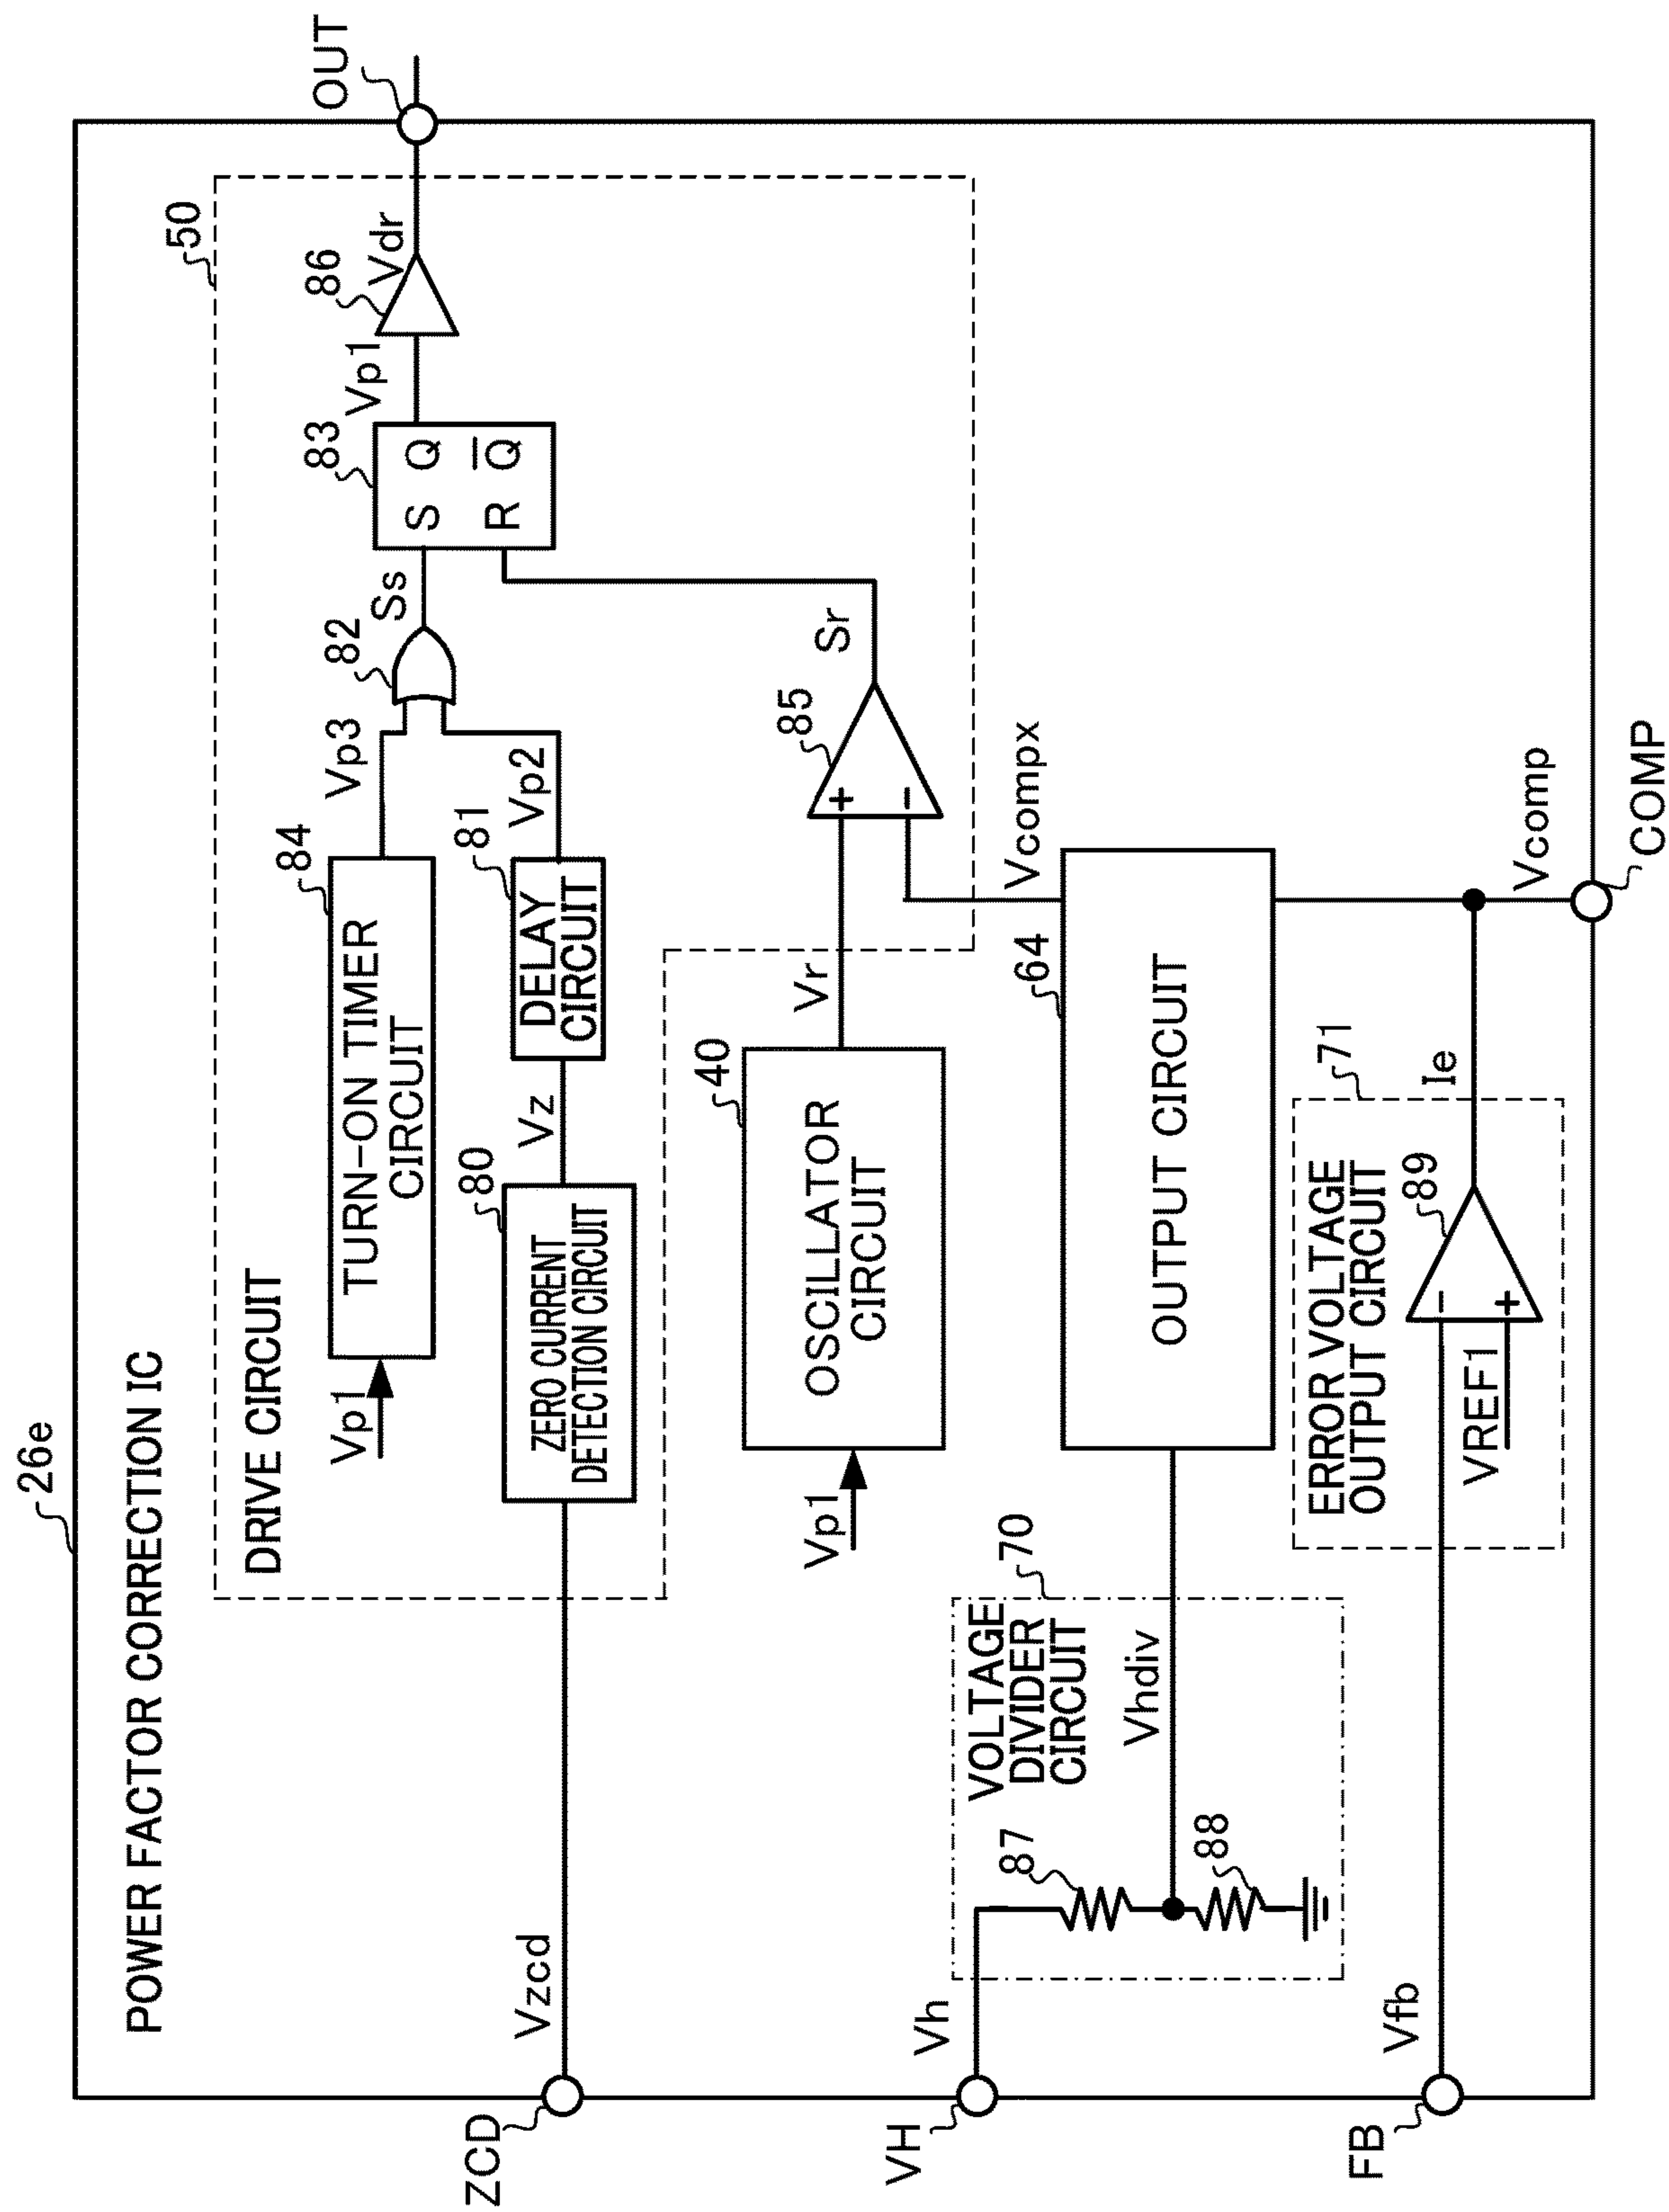 26e
POWER FACTOR CORRECTION IC
50
DRIVE CIRCUIT
OUT
Vp1
84
TURN-ON TIMER
CIRCUIT
Vp3
82
Ss
83
S Q
R Q
Vp1
86
Vdr
ZCD
Vzcd
80
ZERO CURRENT
DETECTION CIRCUIT
Vz
81
DELAY
CIRCUIT
Vp2
Vp1
40
OSCILLATOR
CIRCUIT
Vr
85
+
−
Sr
VH
Vh
70
VOLTAGE
DIVIDER
CIRCUIT
87
88
Vhdiv
64
OUTPUT CIRCUIT
Vcompx
71
ERROR VOLTAGE
OUTPUT CIRCUIT
FB
Vfb
VREF1
89
−
+
Ie
Vcomp
COMP